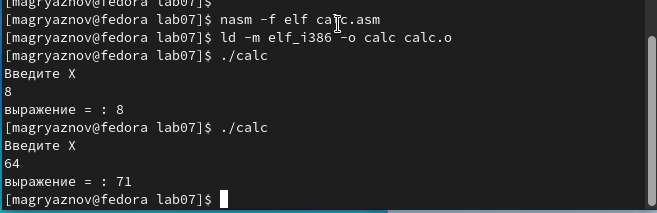 [magryaznov@fedora lab07]$
[magryaznov@fedora lab07]$ nasm -f elf calc.asm
[magryaznov@fedora lab07]$ ld -m elf_i386 -o calc calc.o
[magryaznov@fedora lab07]$ ./calc
Введите X
8
выражение = : 8
[magryaznov@fedora lab07]$ ./calc
Введите X
64
выражение = : 71
[magryaznov@fedora lab07]$